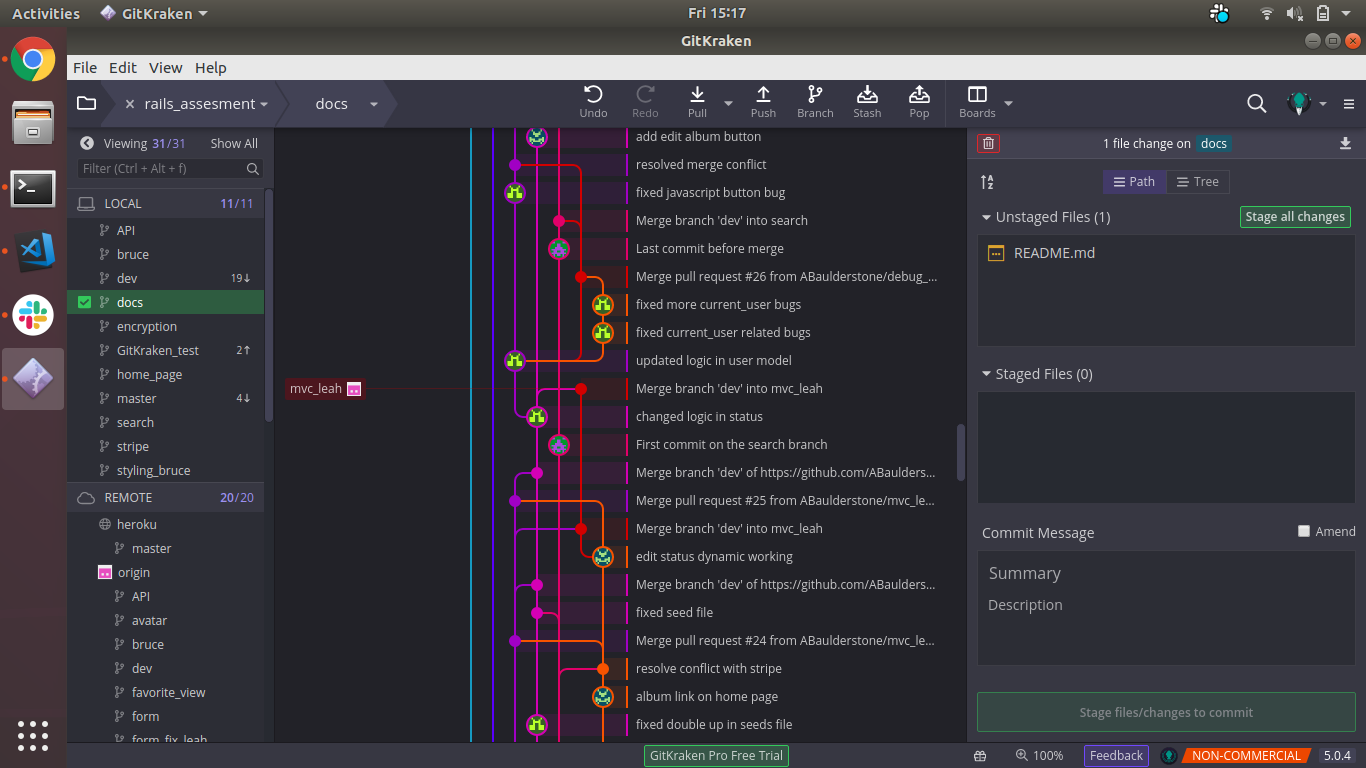 Activities
GitKraken
Fri 15:17
GitKraken
File Edit View Help
rails_assesment
docs
Undo
Redo
Pull
Push
Branch
Stash
Pop
Boards
Viewing 31/31 Show All
Filter (Ctrl + Alt + f)
LOCAL 11/11
API
bruce
dev 19↓
docs
encryption
GitKraken_test 2↑
home_page
master 4↓
search
stripe
styling_bruce
REMOTE 20/20
heroku
master
origin
API
avatar
bruce
dev
favorite_view
form
form_fix_leah
mvc_leah
add edit album button
resolved merge conflict
fixed javascript button bug
Merge branch 'dev' into search
Last commit before merge
Merge pull request #26 from ABaulderstone/debug_...
fixed more current_user bugs
fixed current_user related bugs
updated logic in user model
Merge branch 'dev' into mvc_leah
changed logic in status
First commit on the search branch
Merge branch 'dev' of https://github.com/ABaulders...
Merge pull request #25 from ABaulderstone/mvc_le...
Merge branch 'dev' into mvc_leah
edit status dynamic working
Merge branch 'dev' of https://github.com/ABaulders...
fixed seed file
Merge pull request #24 from ABaulderstone/mvc_le...
resolve conflict with stripe
album link on home page
fixed double up in seeds file
1 file change on docs
Path
Tree
Unstaged Files (1)
Stage all changes
README.md
Staged Files (0)
Commit Message
Amend
Summary
Description
Stage files/changes to commit
GitKraken Pro Free Trial
100%
Feedback
NON-COMMERCIAL
5.0.4